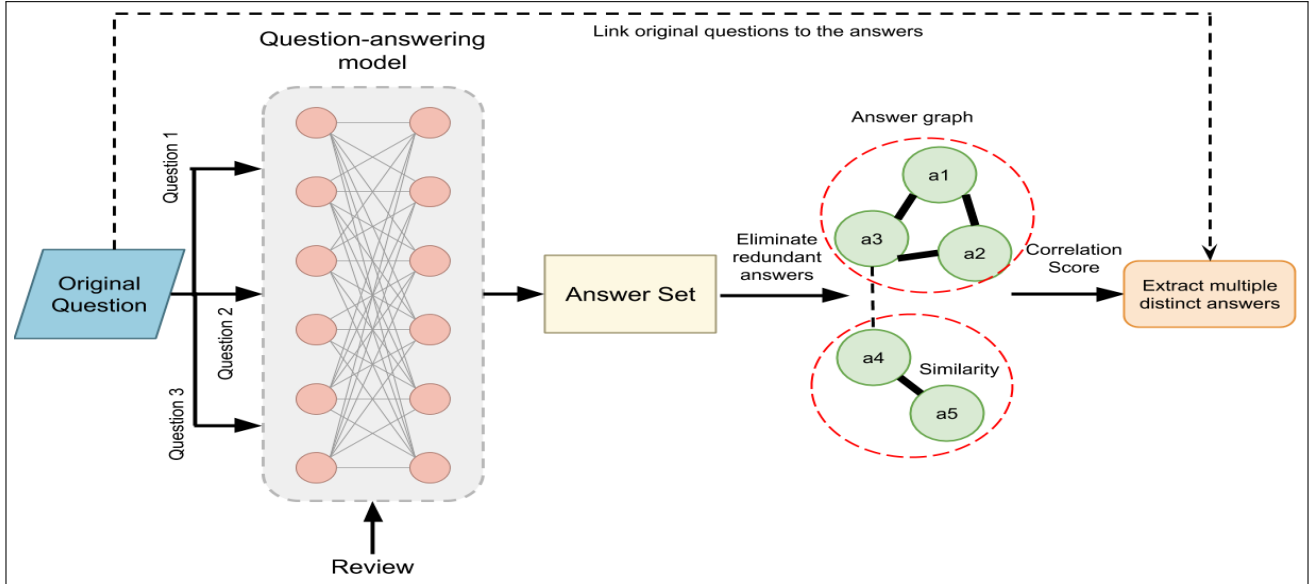 Link original questions to the answers
Question-answering
model
Question 1
Original
Question
Question 2
Question 3
Review
Answer Set
Eliminate
redundant
answers
Answer graph
a1
a3
a2
a4
Similarity
a5
Correlation
Score
Extract multiple
distinct answers